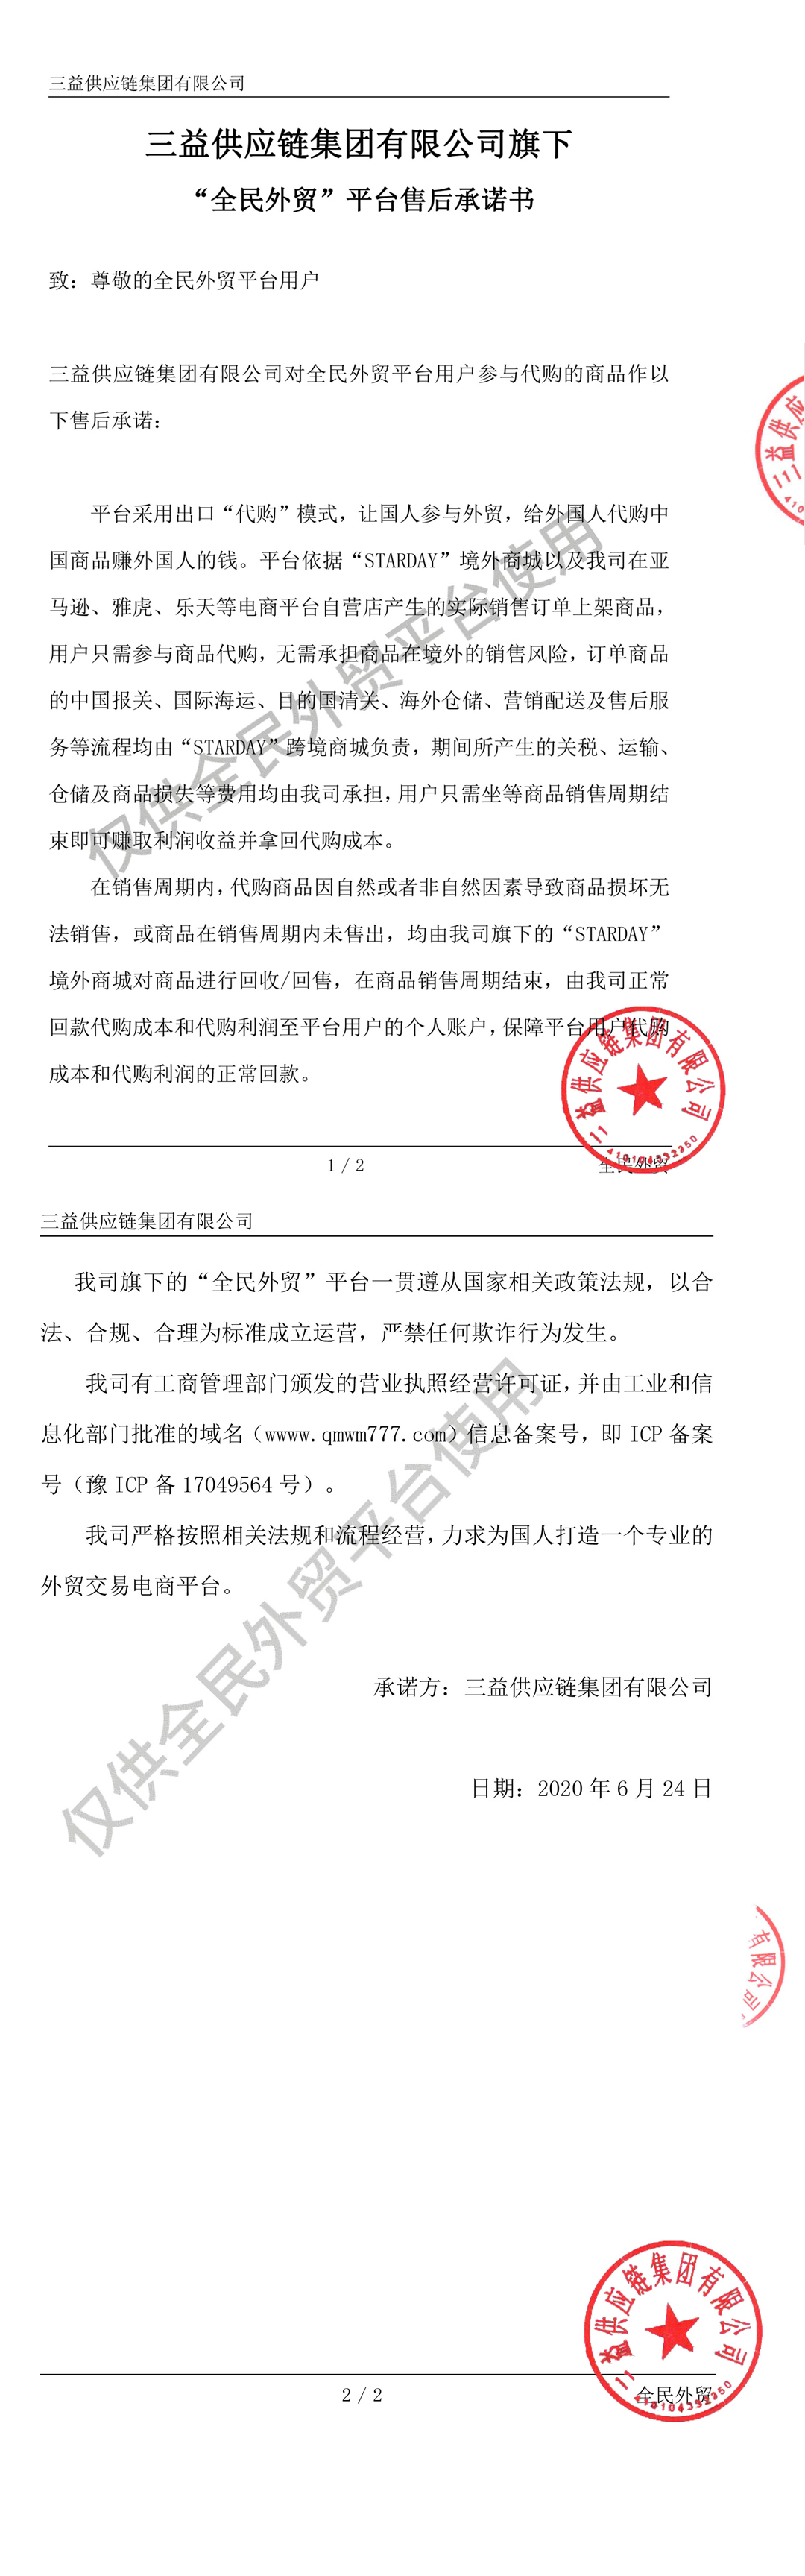 三益供应链集团有限公司
三益供应链集团有限公司旗下
“全民外贸”平台售后承诺书
致：尊敬的全民外贸平台用户
三益供应链集团有限公司对全民外贸平台用户参与代购的商品作以
下售后承诺：
三益供应
410
平台采用出口“代购”模式，让国人参与外贸，给外国人代购中
国商品赚外国人的钱。平台依据“STARDAY”境外商城以及我司在亚
马逊、雅虎、乐天等电商平台自营店产生的实际销售订单上架商品，
用户只需参与商品代购，无需承担商品在境外的销售风险，订单商品
的中国报关、国际海运、目的国清关、海外仓储、营销配送及售后服
务等流程均由“STARDAY”跨境商城负责，期间所产生的关税、运输、
仓储及商品损失等费用均由我司承担，用户只需坐等商品销售周期结
束即可赚取利润收益并拿回代购成本。
仅供全民外贸平台使用
在销售周期内，代购商品因自然或者非自然因素导致商品损坏无
法销售，或商品在销售周期内未售出，均由我司旗下的“STARDAY”
境外商城对商品进行回收/回售，在商品销售周期结束，由我司正常
回款代购成本和代购利润至平台用户的个人账户，保障平台用户代购
成本和代购利润的正常回款。
三益供应链集团有限公司
1 / 2
全民外贸
三益供应链集团有限公司
我司旗下的“全民外贸”平台一贯遵从国家相关政策法规，以合
法、合规、合理为标准成立运营，严禁任何欺诈行为发生。
我司有工商管理部门颁发的营业执照经营许可证，并由工业和信
息化部门批准的域名（wwww.qmwm777.com）信息备案号，即 ICP 备案
号（豫 ICP 备 17049564 号）。
我司严格按照相关法规和流程经营，力求为国人打造一个专业的
外贸交易电商平台。
仅供全民外贸平台使用
承诺方：三益供应链集团有限公司
日期：2020 年 6 月 24 日
有限公司
三益供应链集团有限公司
2 / 2
全民外贸